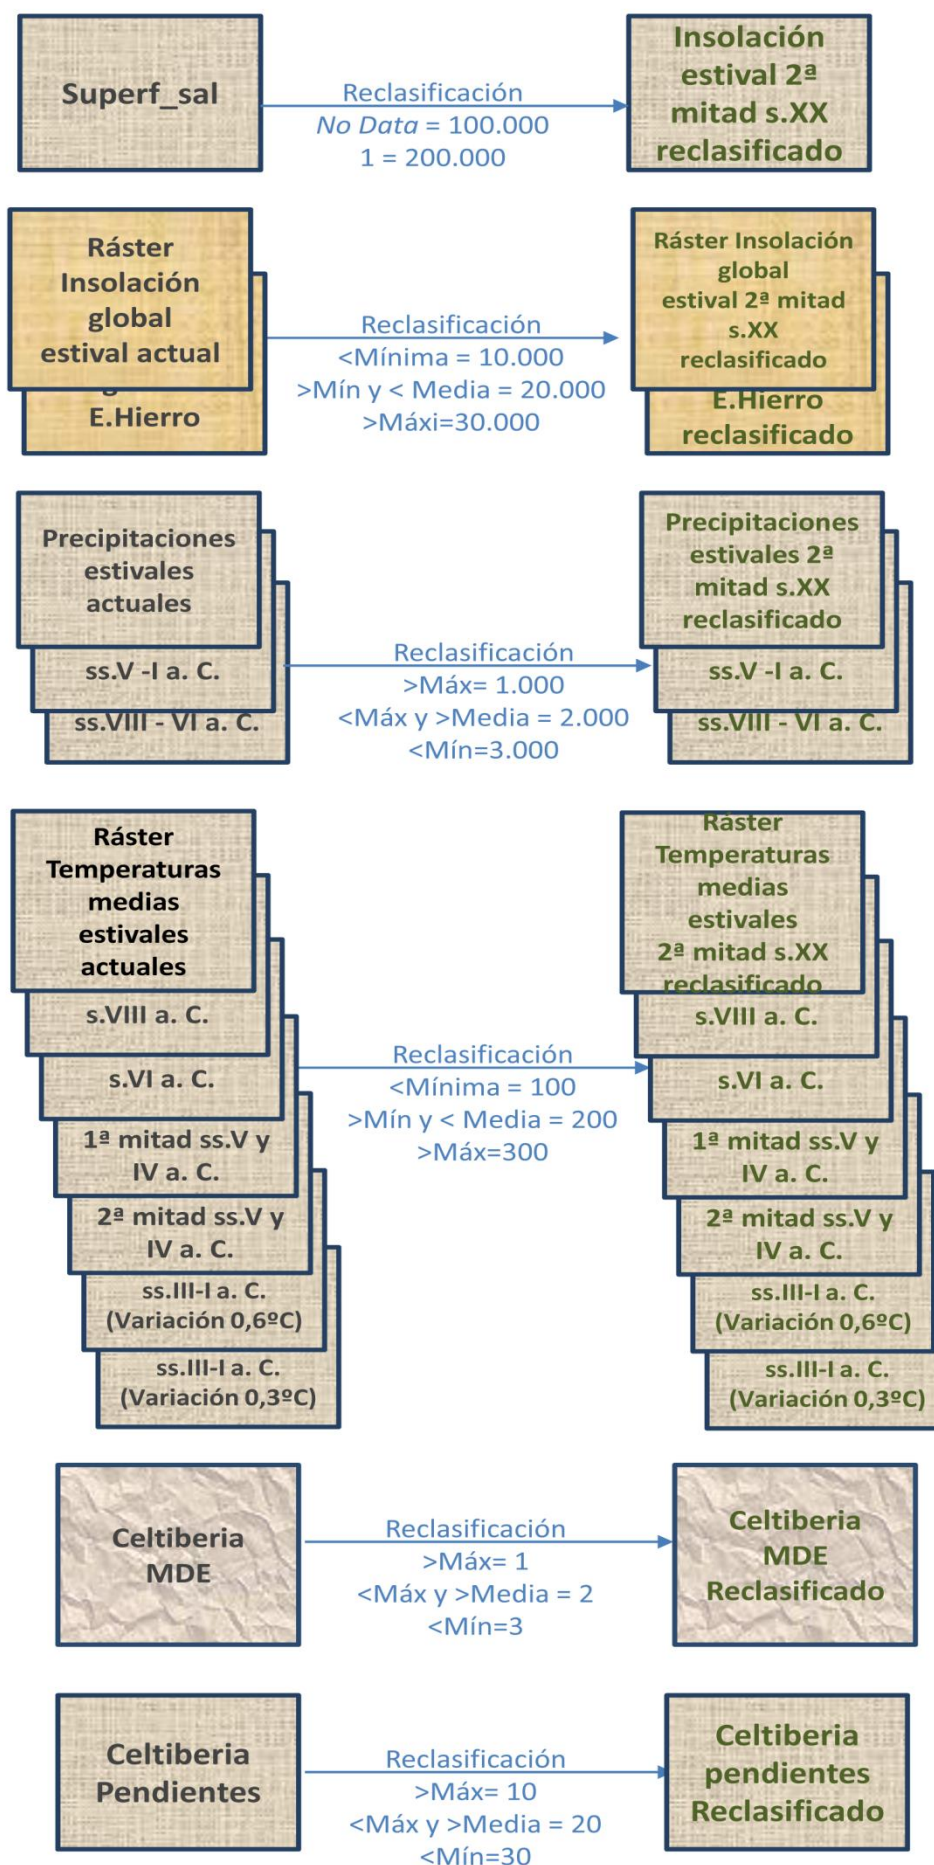 Superf_sal
Reclasificación
No Data = 100.000
1 = 200.000
Insolación
estival 2ª
mitad s.XX
reclasificado
Ráster
Insolación
global
estival actual
E.Hierro
Reclasificación
<Mínima = 10.000
>Mín y < Media = 20.000
>Máxi=30.000
Ráster Insolación
global
estival 2ª mitad
s.XX
reclasificado
E.Hierro
reclasificado
Precipitaciones
estivales
actuales
ss.V -I a. C.
ss.VIII - VI a. C.
Reclasificación
>Máx= 1.000
<Máx y >Media = 2.000
<Mín=3.000
Precipitaciones
estivales 2ª
mitad s.XX
reclasificado
ss.V -I a. C.
ss.VIII - VI a. C.
Ráster
Temperaturas
medias
estivales
actuales
s.VIII a. C.
s.VI a. C.
1ª mitad ss.V y
IV a. C.
2ª mitad ss.V y
IV a. C.
ss.III-I a. C.
(Variación 0,6ºC)
ss.III-I a. C.
(Variación 0,3ºC)
Reclasificación
<Mínima = 100
>Mín y < Media = 200
>Máx=300
Ráster
Temperaturas
medias
estivales
2ª mitad s.XX
reclasificado
s.VIII a. C.
s.VI a. C.
1ª mitad ss.V y
IV a. C.
2ª mitad ss.V y
IV a. C.
ss.III-I a. C.
(Variación 0,6ºC)
ss.III-I a. C.
(Variación 0,3ºC)
Celtiberia
MDE
Reclasificación
>Máx= 1
<Máx y >Media = 2
<Mín=3
Celtiberia
MDE
Reclasificado
Celtiberia
Pendientes
Reclasificación
>Máx= 10
<Máx y >Media = 20
<Mín=30
Celtiberia
pendientes
Reclasificado